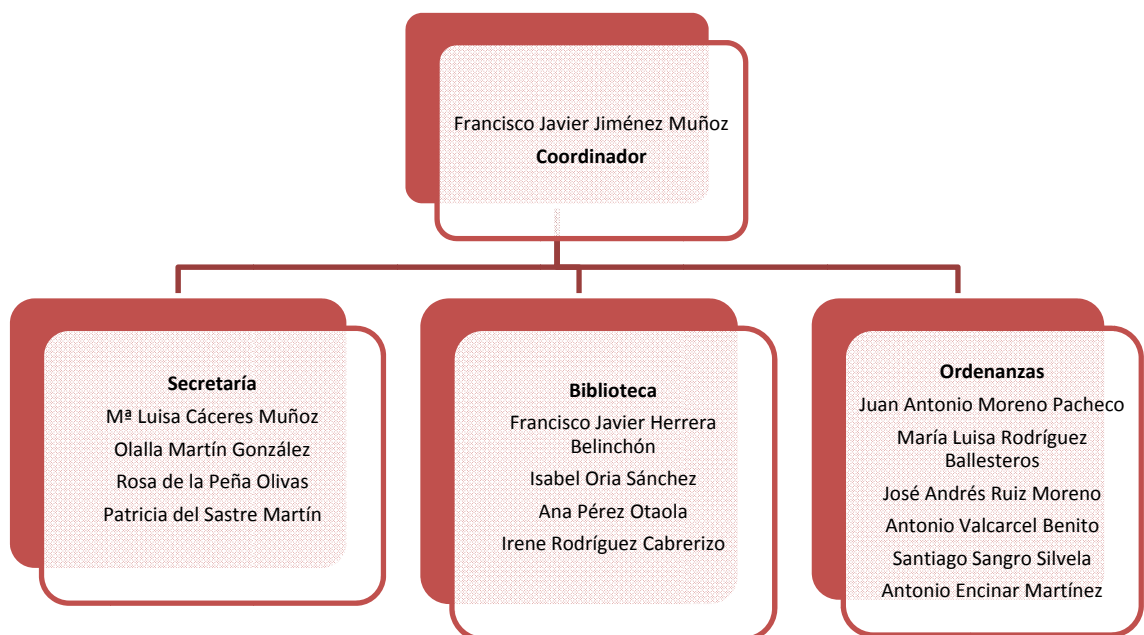 Francisco Javier Jiménez Muñoz
Coordinador
Secretaría
Mª Luisa Cáceres Muñoz
Olalla Martín González
Rosa de la Peña Olivas
Patricia del Sastre Martín
Biblioteca
Francisco Javier Herrera
Belinchón
Isabel Oria Sánchez
Ana Pérez Otaola
Irene Rodríguez Cabrerizo
Ordenanzas
Juan Antonio Moreno Pacheco
María Luisa Rodríguez
Ballesteros
José Andrés Ruiz Moreno
Antonio Valcarcel Benito
Santiago Sangro Silvela
Antonio Encinar Martínez